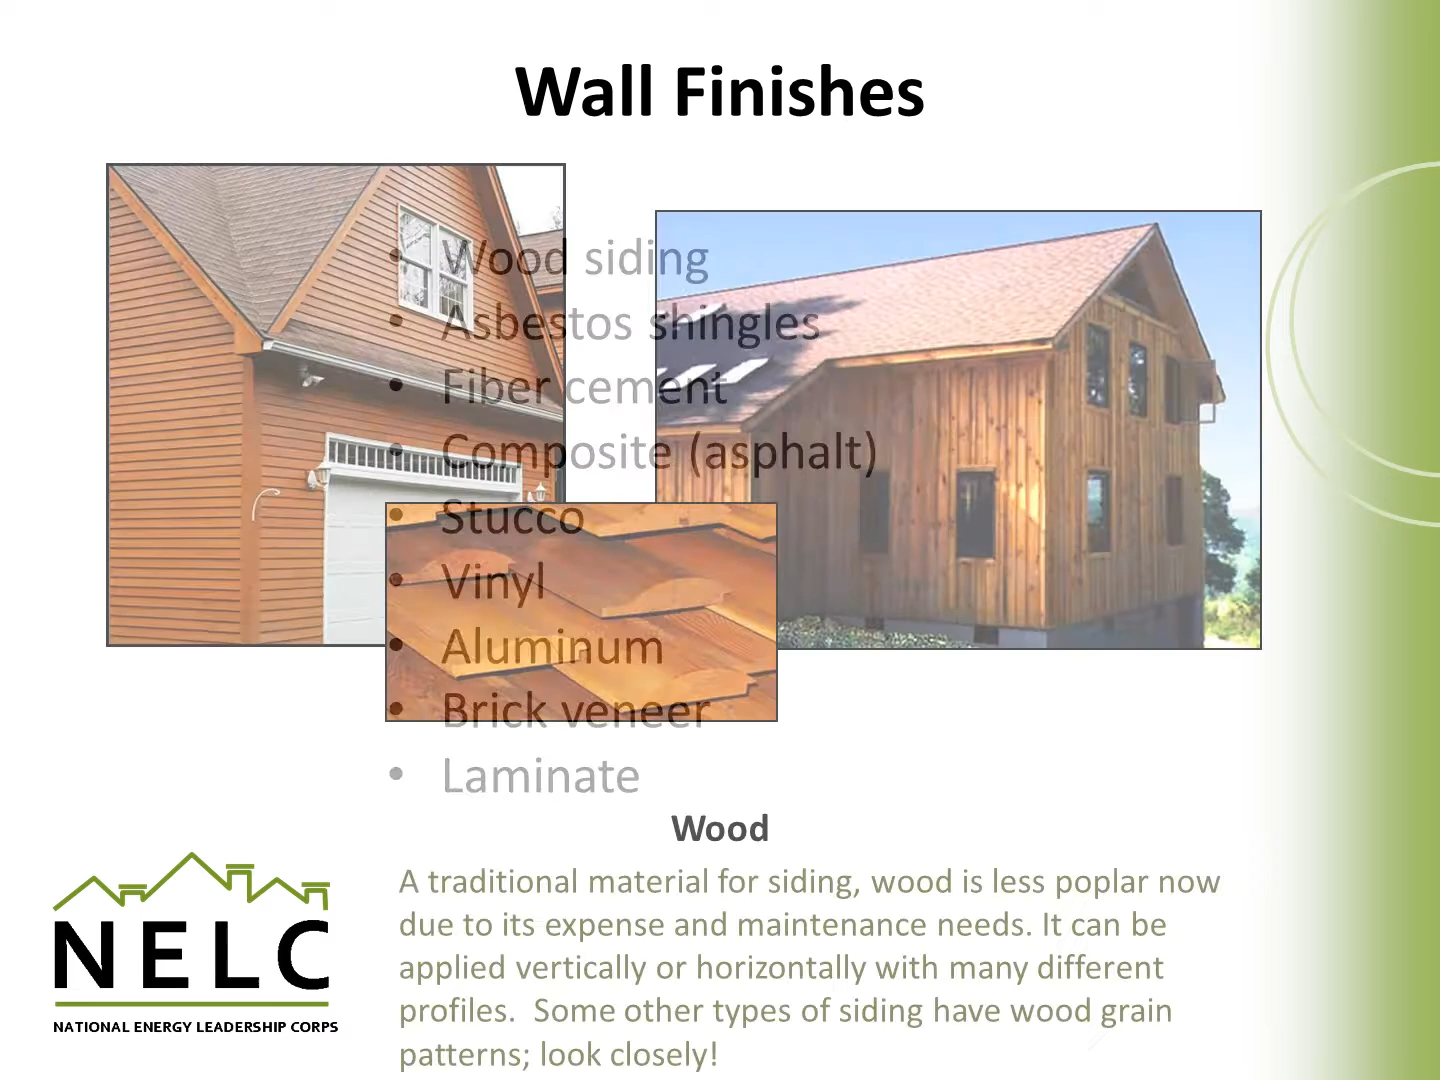 Wall Finishes
• Wood siding
• Asbestos shingles
• Fiber cement
• Composite (asphalt)
• Stucco
• Vinyl
• Aluminum
• Brick veneer
• Laminate
Wood
A traditional material for siding, wood is less poplar now
due to its expense and maintenance needs. It can be
applied vertically or horizontally with many different
profiles.  Some other types of siding have wood grain
patterns; look closely!
NELC
NATIONAL ENERGY LEADERSHIP CORPS